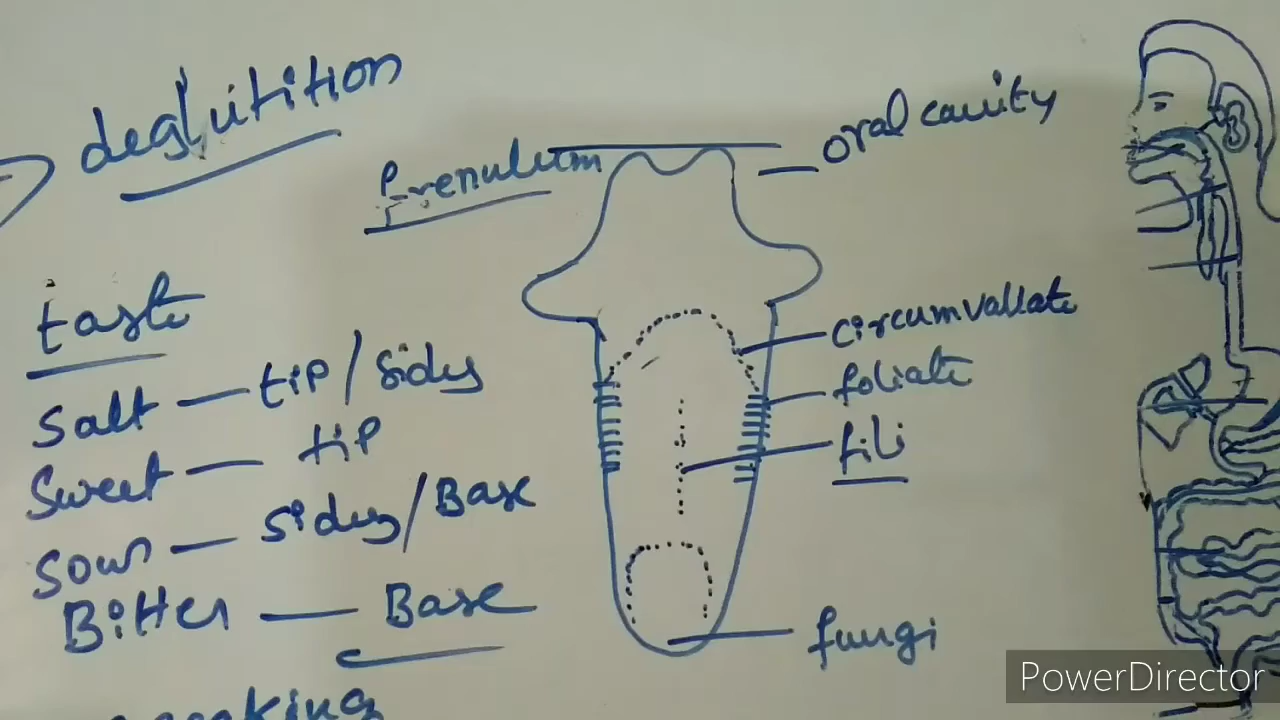 deglutition
Frenulum
oral cavity
taste
Salt — tip / Sides
Sweet — tip
Sour — sides / Base
Bitter — Base
circumvallate
foliate
fili
fungi
PowerDirector